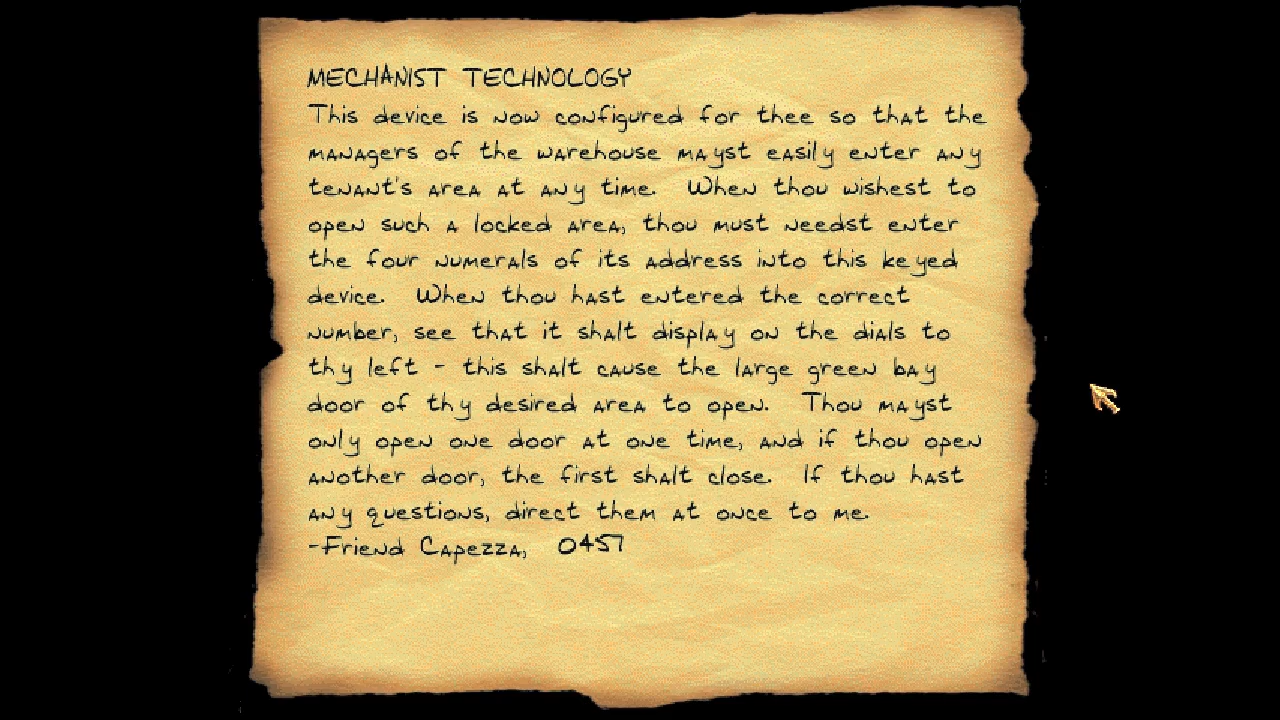 MECHANIST TECHNOLOGY
This device is now configured for thee so that the
managers of the warehouse mayst easily enter any
tenant's area at any time. When thou wishest to
open such a locked area, thou must needst enter
the four numerals of its address into this keyed
device. When thou hast entered the correct
number, see that it shalt display on the dials to
thy left - this shalt cause the large green bay
door of thy desired area to open. Thou mayst
only open one door at one time, and if thou open
another door, the first shalt close. If thou hast
any questions, direct them at once to me.
-Friend Capezza, 0457